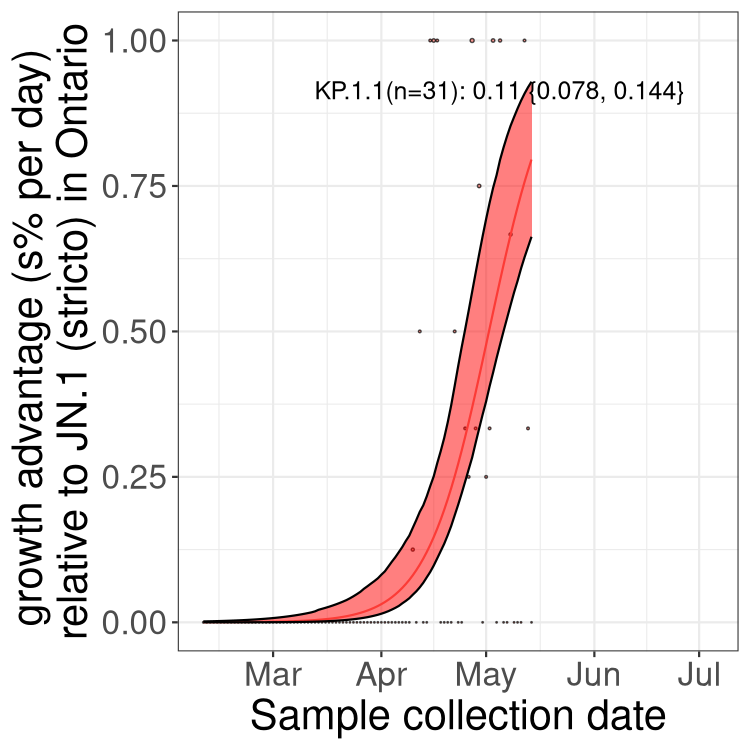 growth advantage (s% per day)
relative to JN.1 (stricto) in Ontario
1.00
0.75
0.50
0.25
0.00
KP.1.1(n=31): 0.11 {0.078, 0.144}
Mar Apr May Jun Jul
Sample collection date